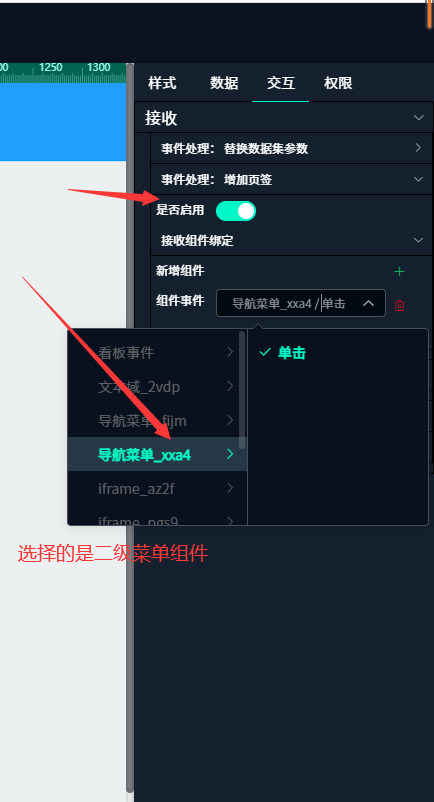 00 1250 1300
样式 数据 交互 权限
接收
事件处理：替换数据集参数
事件处理：增加页签
是否启用
接收组件绑定
新增组件
组件事件 导航菜单_xxa4 / 单击
看板事件
单击
文本域_2vdp
导航菜单_fijm
导航菜单_xxa4
iframe_az2f
iframe_pgs9
选择的是二级菜单组件